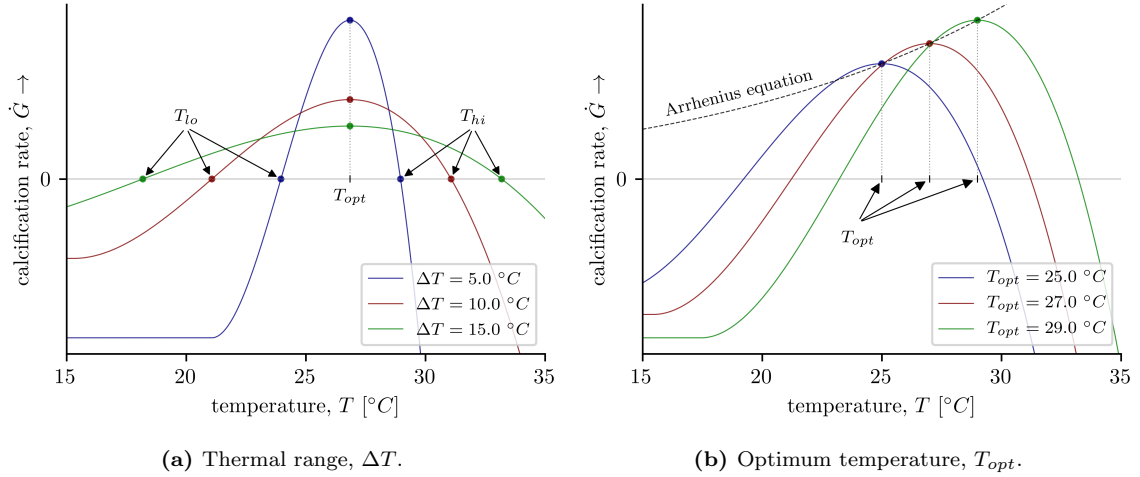 calcification rate, Ġ →
0
T_lo
T_hi
T_opt
ΔT = 5.0 °C
ΔT = 10.0 °C
ΔT = 15.0 °C
15 20 25 30 35
temperature, T [°C]
(a) Thermal range, ΔT.
calcification rate, Ġ →
Arrhenius equation
0
T_opt
T_opt = 25.0 °C
T_opt = 27.0 °C
T_opt = 29.0 °C
15 20 25 30 35
temperature, T [°C]
(b) Optimum temperature, T_opt.